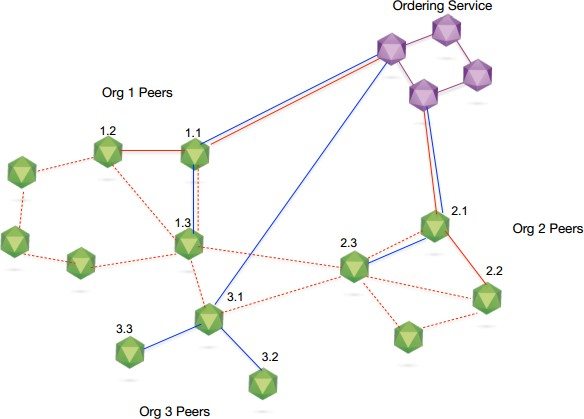 Ordering Service
Org 1 Peers
1.2
1.1
1.3
2.1
Org 2 Peers
2.3
2.2
3.1
3.3
3.2
Org 3 Peers